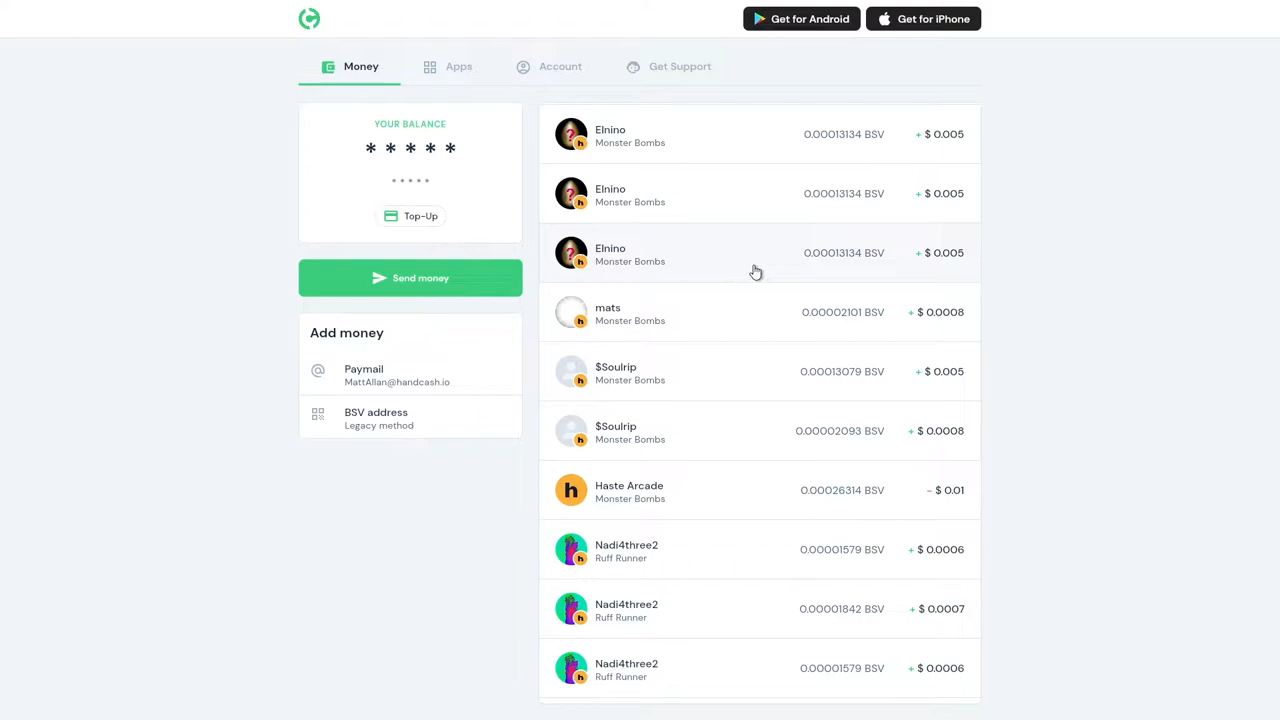 Get for Android
Get for iPhone
Money
Apps
Account
Get Support
YOUR BALANCE
* * * * *
* * * * *
Top-Up
Send money
Add money
Paymail
MattAllan@handcash.io
BSV address
Legacy method
Elnino
Monster Bombs
0.00013134 BSV
+ $ 0.005
Elnino
Monster Bombs
0.00013134 BSV
+ $ 0.005
Elnino
Monster Bombs
0.00013134 BSV
+ $ 0.005
mats
Monster Bombs
0.00002101 BSV
+ $ 0.0008
$Soulrip
Monster Bombs
0.00013079 BSV
+ $ 0.005
$Soulrip
Monster Bombs
0.00002093 BSV
+ $ 0.0008
h
Haste Arcade
Monster Bombs
0.00026314 BSV
- $ 0.01
Nadi4three2
Ruff Runner
0.00001579 BSV
+ $ 0.0006
Nadi4three2
Ruff Runner
0.00001842 BSV
+ $ 0.0007
Nadi4three2
Ruff Runner
0.00001579 BSV
+ $ 0.0006